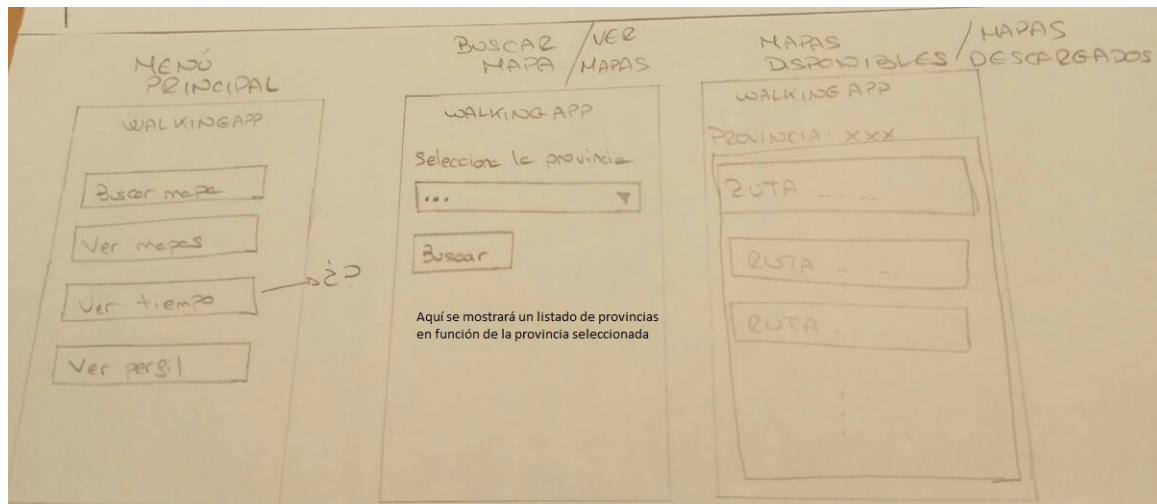 MENÚ
PRINCIPAL
WALKINGAPP
Buscar mapa
Ver mapas
Ver tiempo
¿?
Ver perfil
BUSCAR / VER
MAPA / MAPAS
WALKING APP
Seleccione la provincia
...
Buscar
Aquí se mostrará un listado de provincias
en función de la provincia seleccionada
MAPAS / MAPAS
DISPONIBLES / DESCARGADOS
WALKING APP
PROVINCIA: XXX
RUTA _ _ _
RUTA _ _ _
RUTA . . .